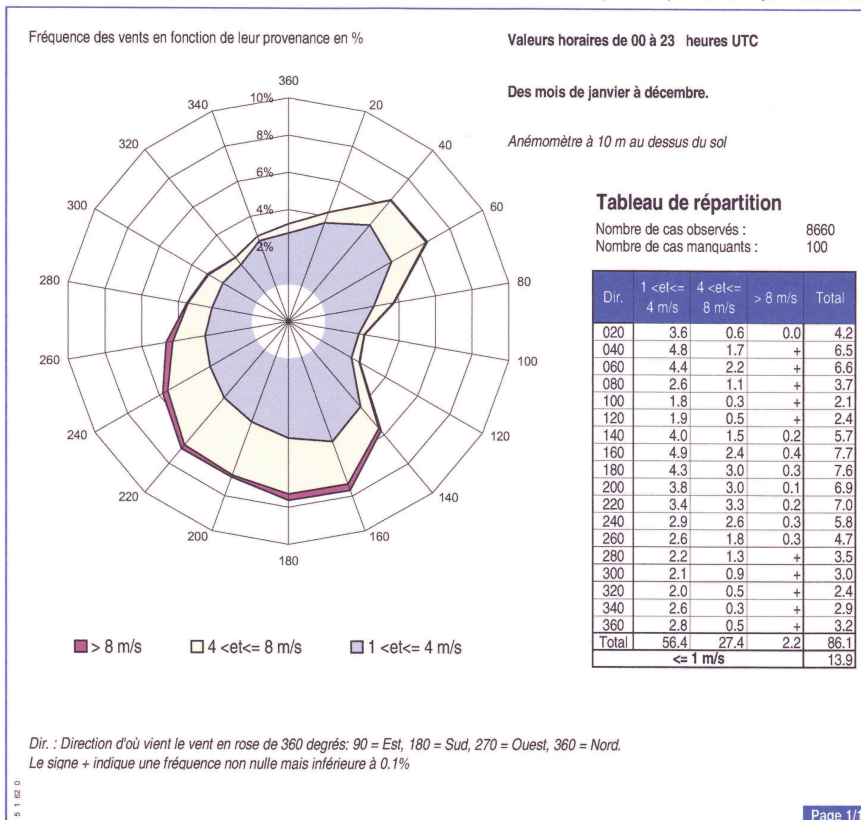 Fréquence des vents en fonction de leur provenance en %
Valeurs horaires de 00 à 23 heures UTC
Des mois de janvier à décembre.
Anémomètre à 10 m au dessus du sol
360
340
20
320
40
300
60
280
80
260
100
240
120
220
140
200
160
180
10%
8%
6%
4%
2%
> 8 m/s
4 <et<= 8 m/s
1 <et<= 4 m/s
Tableau de répartition
Nombre de cas observés : 8660
Nombre de cas manquants : 100
Dir. 1 <et<= 4 m/s 4 <et<= 8 m/s > 8 m/s Total
020 3.6 0.6 0.0 4.2
040 4.8 1.7 + 6.5
060 4.4 2.2 + 6.6
080 2.6 1.1 + 3.7
100 1.8 0.3 + 2.1
120 1.9 0.5 + 2.4
140 4.0 1.5 0.2 5.7
160 4.9 2.4 0.4 7.7
180 4.3 3.0 0.3 7.6
200 3.8 3.0 0.1 6.9
220 3.4 3.3 0.2 7.0
240 2.9 2.6 0.3 5.8
260 2.6 1.8 0.3 4.7
280 2.2 1.3 + 3.5
300 2.1 0.9 + 3.0
320 2.0 0.5 + 2.4
340 2.6 0.3 + 2.9
360 2.8 0.5 + 3.2
Total 56.4 27.4 2.2 86.1
<= 1 m/s 13.9
Dir. : Direction d'où vient le vent en rose de 360 degrés: 90 = Est, 180 = Sud, 270 = Ouest, 360 = Nord.
Le signe + indique une fréquence non nulle mais inférieure à 0.1%
5 1 62 0
Page 1/1